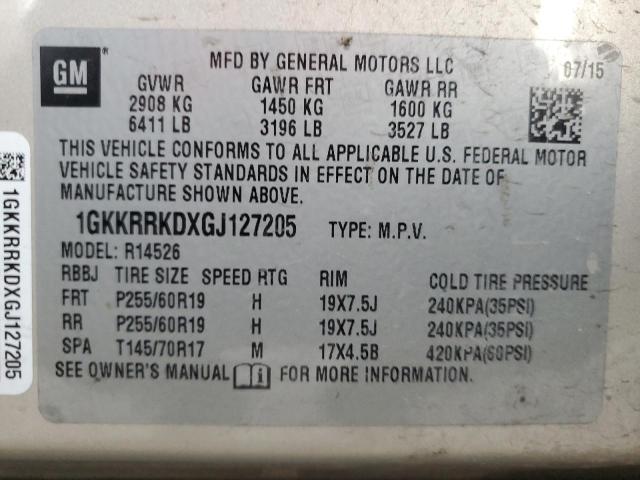 GM
MFD BY GENERAL MOTORS LLC 07/15
GVWR GAWR FRT GAWR RR
2908 KG 1450 KG 1600 KG
6411 LB 3196 LB 3527 LB
THIS VEHICLE CONFORMS TO ALL APPLICABLE U.S. FEDERAL MOTOR
VEHICLE SAFETY STANDARDS IN EFFECT ON THE DATE OF
MANUFACTURE SHOWN ABOVE.
1GKKRRKDXGJ127205 TYPE: M.P.V.
MODEL: R14526
RBBJ TIRE SIZE SPEED RTG RIM COLD TIRE PRESSURE
FRT P255/60R19 H 19X7.5J 240KPA(35PSI)
RR P255/60R19 H 19X7.5J 240KPA(35PSI)
SPA T145/70R17 M 17X4.5B 420KPA(60PSI)
SEE OWNER'S MANUAL i FOR MORE INFORMATION.
1GKKRRKDXGJ127205